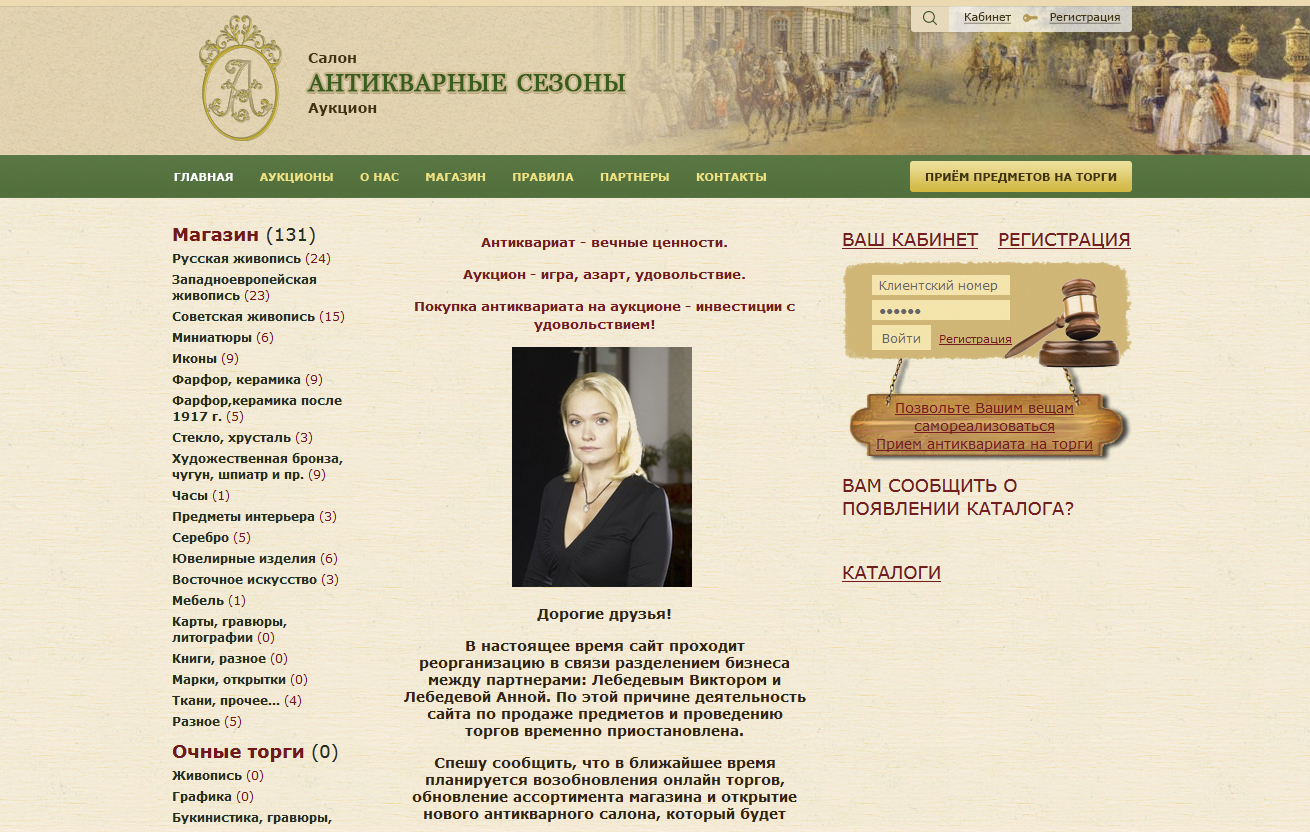 Кабинет
Регистрация
Салон
АНТИКВАРНЫЕ СЕЗОНЫ
Аукцион
ГЛАВНАЯ
АУКЦИОНЫ
О НАС
МАГАЗИН
ПРАВИЛА
ПАРТНЕРЫ
КОНТАКТЫ
ПРИЁМ ПРЕДМЕТОВ НА ТОРГИ
Магазин (131)
Русская живопись (24)
Западноевропейская
живопись (23)
Советская живопись (15)
Миниатюры (6)
Иконы (9)
Фарфор, керамика (9)
Фарфор,керамика после
1917 г. (5)
Стекло, хрусталь (3)
Художественная бронза,
чугун, шпиатр и пр. (9)
Часы (1)
Предметы интерьера (3)
Серебро (5)
Ювелирные изделия (6)
Восточное искусство (3)
Мебель (1)
Карты, гравюры,
литографии (0)
Книги, разное (0)
Марки, открытки (0)
Ткани, прочее... (4)
Разное (5)
Очные торги (0)
Живопись (0)
Графика (0)
Букинистика, гравюры,
Антиквариат - вечные ценности.
Аукцион - игра, азарт, удовольствие.
Покупка антиквариата на аукционе - инвестиции с
удовольствием!
Дорогие друзья!
В настоящее время сайт проходит
реорганизацию в связи разделением бизнеса
между партнерами: Лебедевым Виктором и
Лебедевой Анной. По этой причине деятельность
сайта по продаже предметов и проведению
торгов временно приостановлена.
Спешу сообщить, что в ближайшее время
планируется возобновления онлайн торгов,
обновление ассортимента магазина и открытие
нового антикварного салона, который будет
ВАШ КАБИНЕТ
РЕГИСТРАЦИЯ
Клиентский номер
••••••
Войти
Регистрация
Позвольте Вашим вещам
самореализоваться
Прием антиквариата на торги
ВАМ СООБЩИТЬ О
ПОЯВЛЕНИИ КАТАЛОГА?
КАТАЛОГИ